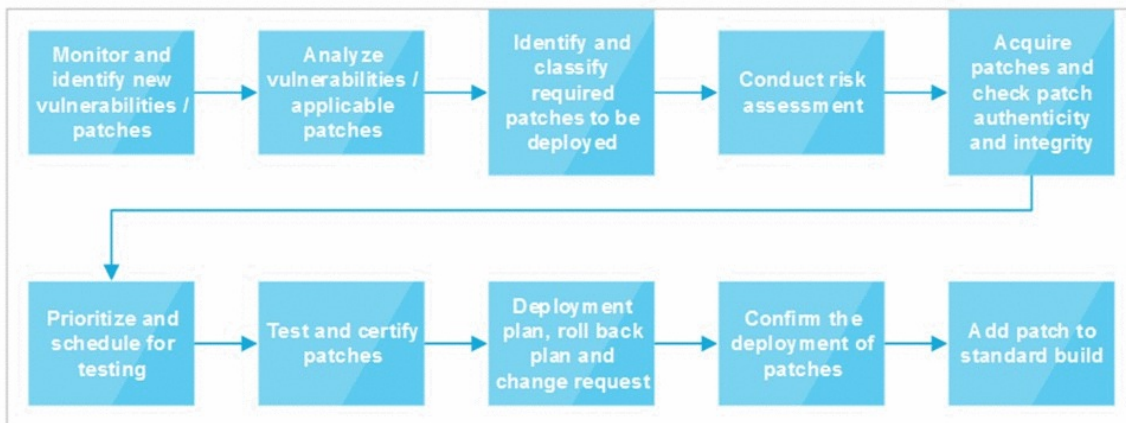 Monitor and
identify new
vulnerabilities /
patches
Analyze
vulnerabilities /
applicable
patches
Identify and
classify
required
patches to be
deployed
Conduct risk
assessment
Acquire
patches and
check patch
authenticity
and integrity
Prioritize and
schedule for
testing
Test and certify
patches
Deployment
plan, roll back
plan and
change request
Confirm the
deployment of
patches
Add patch to
standard build